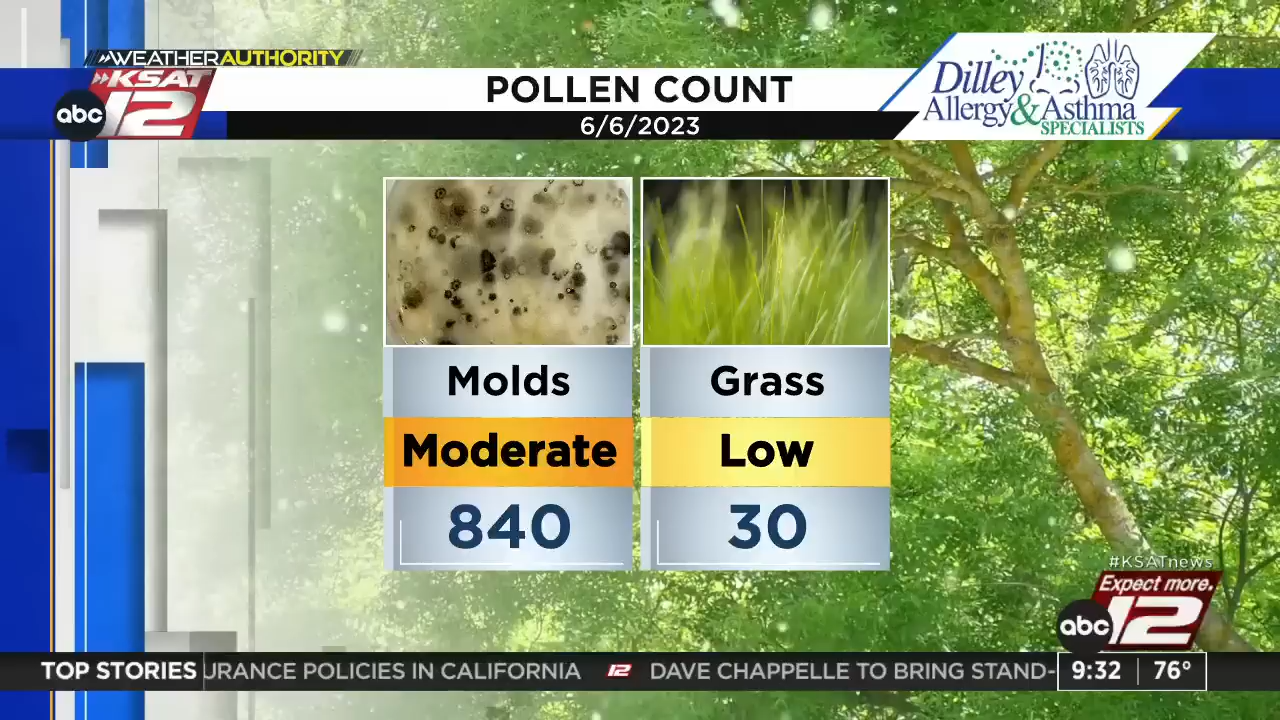 WEATHERAUTHORITY
KSAT
abc 12
POLLEN COUNT
6/6/2023
Dilley
Allergy&Asthma
SPECIALISTS
Molds
Moderate
840
Grass
Low
30
#KSATnews
Expect more.
abc 12
TOP STORIES URANCE POLICIES IN CALIFORNIA 12 DAVE CHAPPELLE TO BRING STAND- 9:32 76°